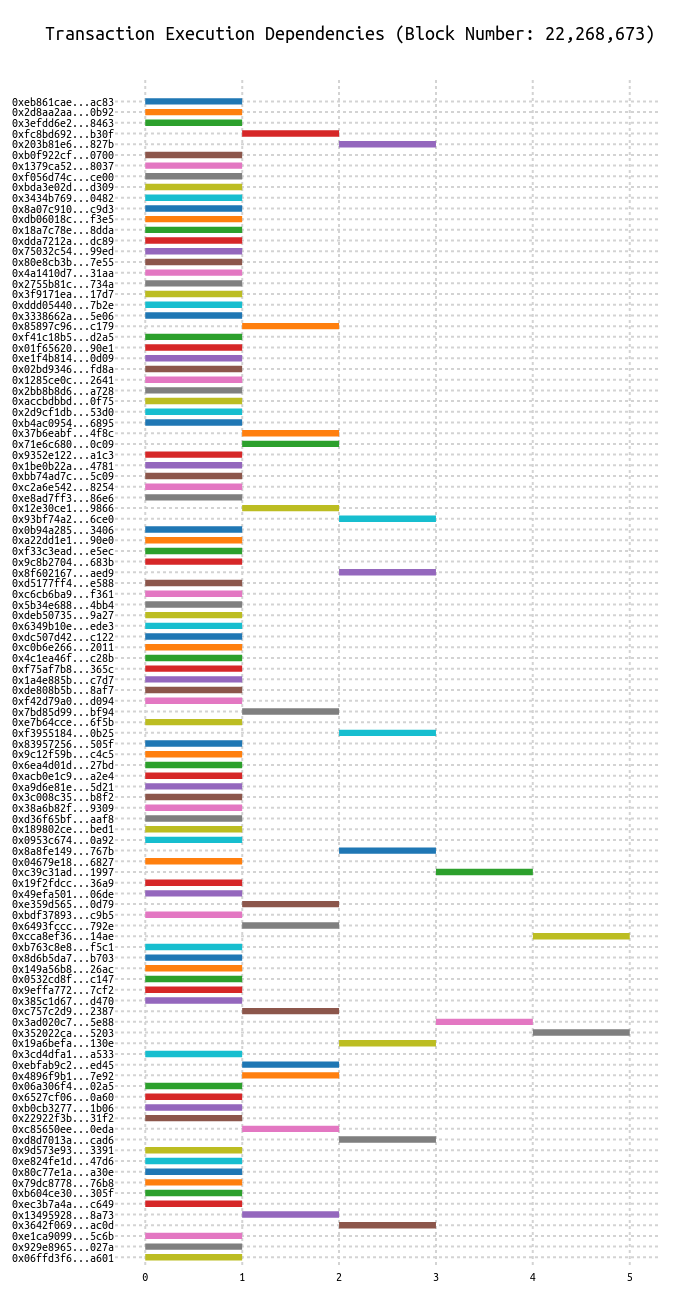 Transaction Execution Dependencies (Block Number: 22,268,673)
0xeb861cae...ac83
0x2d8aa2aa...0b92
0x3efdd6e2...8463
0xfc8bd692...b30f
0x203b81e6...827b
0xb0f922cf...0700
0x1379ca52...8037
0xf056d74c...ce00
0xbda3e02d...d309
0x3434b769...0482
0x8a07c910...c9d3
0xdb06018c...f3e5
0x18a7c78e...8dda
0xdda7212a...dc89
0x75032c54...99ed
0x80e8cb3b...7e55
0x4a1410d7...31aa
0x2755b81c...734a
0x3f9171ea...17d7
0xddd05440...7b2e
0x3338662a...5e06
0x85897c96...c179
0xf41c18b5...d2a5
0x01f65620...90e1
0xe1f4b814...0d09
0x02bd9346...fd8a
0x1285ce0c...2641
0x2bb8b8d6...a728
0xaccbdbbd...0f75
0x2d9cf1db...53d0
0xb4ac0954...6895
0x37b6eabf...4f8c
0x71e6c680...0c09
0x9352e122...a1c3
0x1be0b22a...4781
0xbb74ad7c...5c09
0xc2a6e542...8254
0xe8ad7ff3...86e6
0x12e30ce1...9866
0x93bf74a2...6ce0
0x0b94a285...3406
0xa22dd1e1...90e0
0xf33c3ead...e5ec
0x9c8b2704...683b
0x8f602167...aed9
0xd5177ff4...e588
0xc6cb6ba9...f361
0x5b34e688...4bb4
0xdeb50735...9a27
0x6349b10e...ede3
0xdc507d42...c122
0xc0b6e266...2011
0x4c1ea46f...c28b
0xf75af7b8...365c
0x1a4e885b...c7d7
0xde808b5b...8af7
0xf42d79a0...d094
0x7bd85d99...bf94
0xe7b64cce...6f5b
0xf3955184...0b25
0x83957256...505f
0x9c12f59b...c4c5
0x6ea4d01d...27bd
0xacb0e1c9...a2e4
0xa9d6e81e...5d21
0x3c008c35...b8f2
0x38a6b82f...9309
0xd36f65bf...aaf8
0x189802ce...bed1
0x0953c674...0a92
0x8a8fe149...767b
0x04679e18...6827
0xc39c31ad...1997
0x19f2fdcc...36a9
0x49efa501...06de
0xe359d565...0d79
0xbdf37893...c9b5
0x6493fccc...792e
0xcca8ef36...14ae
0xb763c8e8...f5c1
0x8d6b5da7...b703
0x149a56b8...26ac
0x0532cd8f...c147
0x9effa772...7cf2
0x385c1d67...d470
0xc757c2d9...2387
0x3ad020c7...5e88
0x352022ca...5203
0x19a6befa...130e
0x3cd4dfa1...a533
0xebfab9c2...ed45
0x4896f9b1...7e92
0x06a306f4...02a5
0x6527cf06...0a60
0xb0cb3277...1b06
0x22922f3b...31f2
0xc85650ee...0eda
0xd8d7013a...cad6
0x9d573e93...3391
0xe824fe1d...47d6
0x80c77e1a...a30e
0x79dc8778...76b8
0xb604ce30...305f
0xec3b7a4a...c649
0x13495928...8a73
0x3642f069...ac0d
0xe1ca9099...5c6b
0x929e8965...027a
0x06ffd3f6...a601
0 1 2 3 4 5